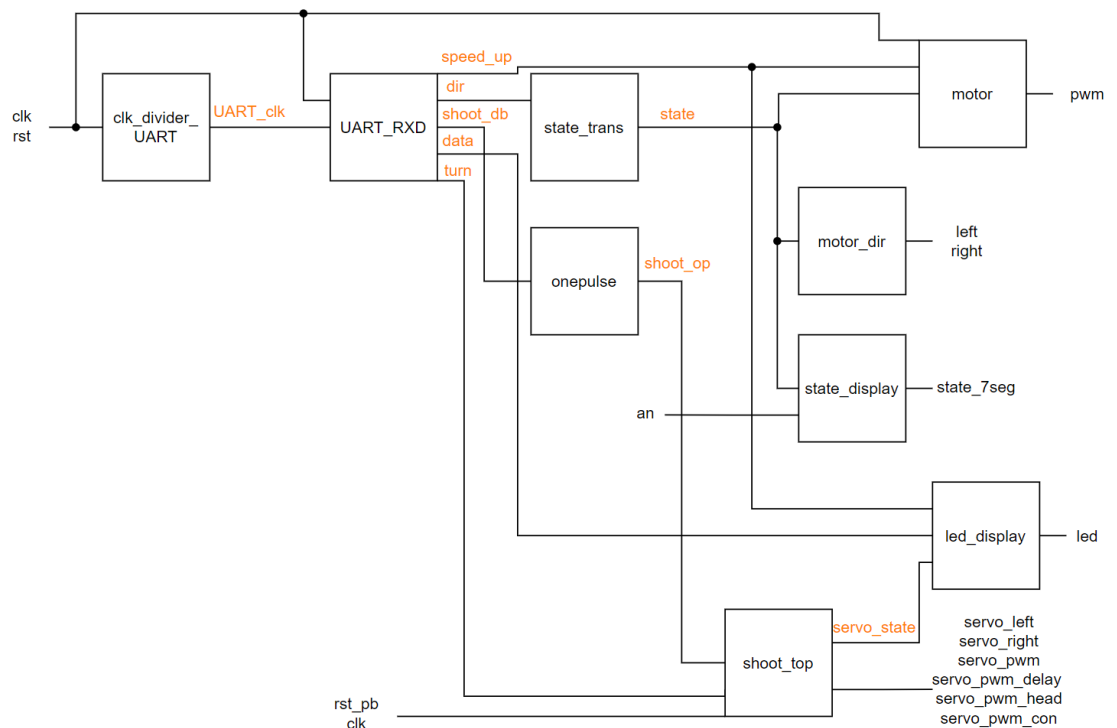 speed_up
dir
shoot_db
data
turn
clk
rst
clk_divider_
UART
UART_clk
UART_RXD
state_trans
state
motor
pwm
motor_dir
left
right
onepulse
shoot_op
state_display
state_7seg
an
led_display
led
shoot_top
servo_state
servo_left
servo_right
servo_pwm
servo_pwm_delay
servo_pwm_head
servo_pwm_con
rst_pb
clk